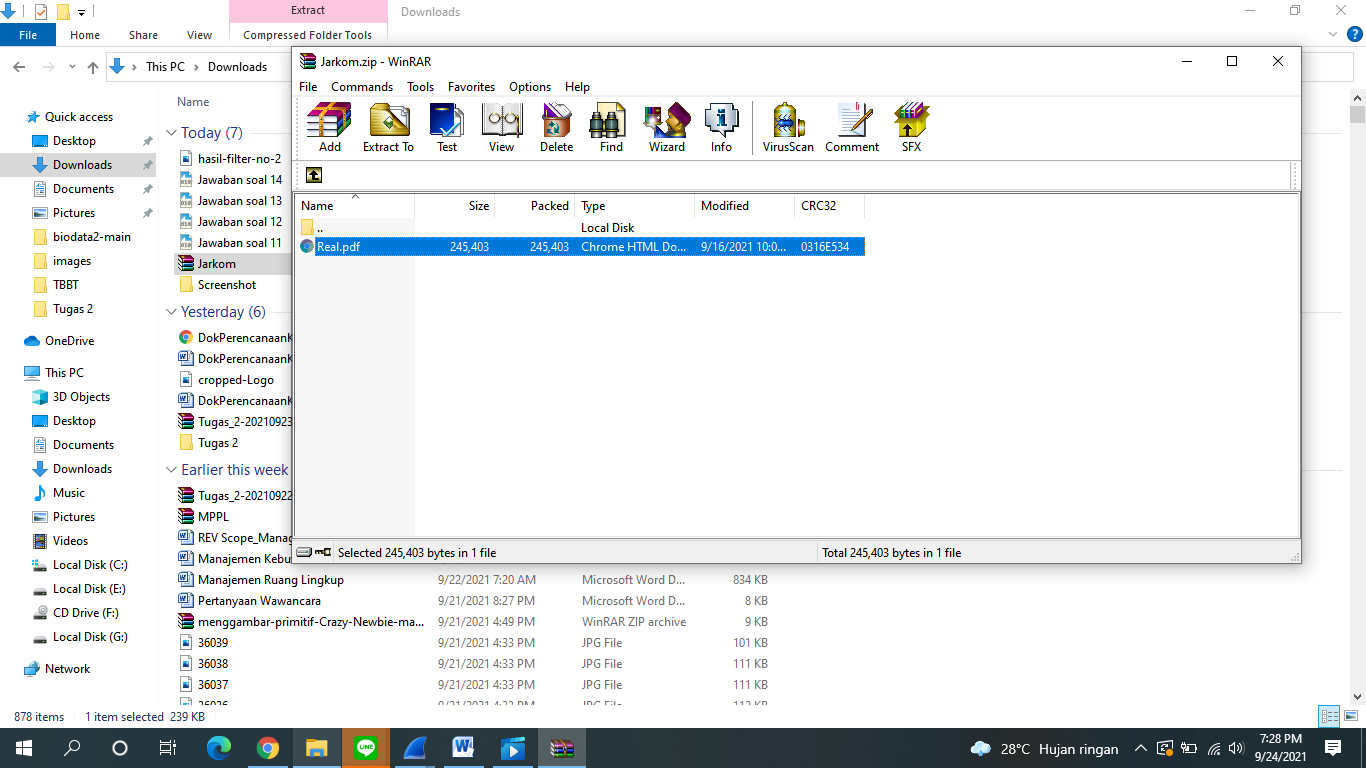 Extract
Downloads
File Home Share View Compressed Folder Tools
This PC Downloads
Quick access
Desktop
Downloads
Documents
Pictures
biodata2-main
images
TBBT
Tugas 2
OneDrive
This PC
3D Objects
Desktop
Documents
Downloads
Music
Pictures
Videos
Local Disk (C:)
Local Disk (E:)
CD Drive (F:)
Local Disk (G:)
Network
Name
Today (7)
hasil-filter-no-2
Jawaban soal 14
Jawaban soal 13
Jawaban soal 12
Jawaban soal 11
Jarkom
Screenshot
Yesterday (6)
DokPerencanaanK
DokPerencanaanK
cropped-Logo
DokPerencanaanK
Tugas_2-20210923
Tugas 2
Earlier this week
Tugas_2-20210922
MPPL
REV Scope_Manag
Manajemen Kebu
Manajemen Ruang Lingkup 9/22/2021 7:20 AM Microsoft Word D... 834 KB
Pertanyaan Wawancara 9/21/2021 8:27 PM Microsoft Word D... 8 KB
menggambar-primitif-Crazy-Newbie-ma... 9/21/2021 4:49 PM WinRAR ZIP archive 9 KB
36039 9/21/2021 4:33 PM JPG File 101 KB
36038 9/21/2021 4:33 PM JPG File 111 KB
36037 9/21/2021 4:33 PM JPG File 111 KB
Jarkom.zip - WinRAR
File Commands Tools Favorites Options Help
Add Extract To Test View Delete Find Wizard Info VirusScan Comment SFX
Name Size Packed Type Modified CRC32
.. Local Disk
Real.pdf 245,403 245,403 Chrome HTML Do... 9/16/2021 10:0... 0316E534
Selected 245,403 bytes in 1 file Total 245,403 bytes in 1 file
878 items 1 item selected 239 KB
28°C Hujan ringan
7:28 PM
9/24/2021